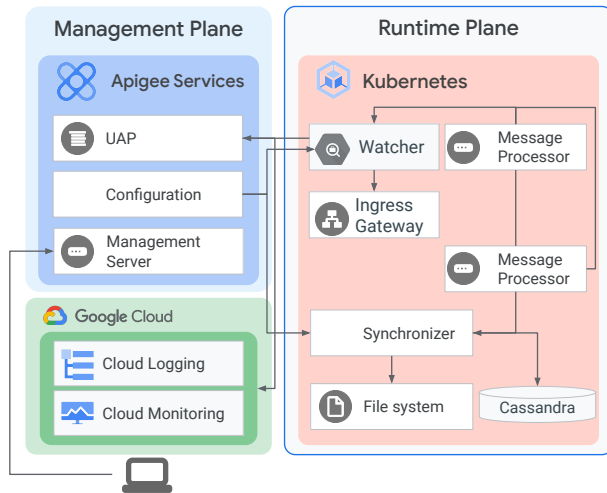 Management Plane
Apigee Services
UAP
Configuration
Management
Server
Google Cloud
Cloud Logging
Cloud Monitoring
Runtime Plane
Kubernetes
Watcher
Message
Processor
Ingress
Gateway
Message
Processor
Synchronizer
File system
Cassandra